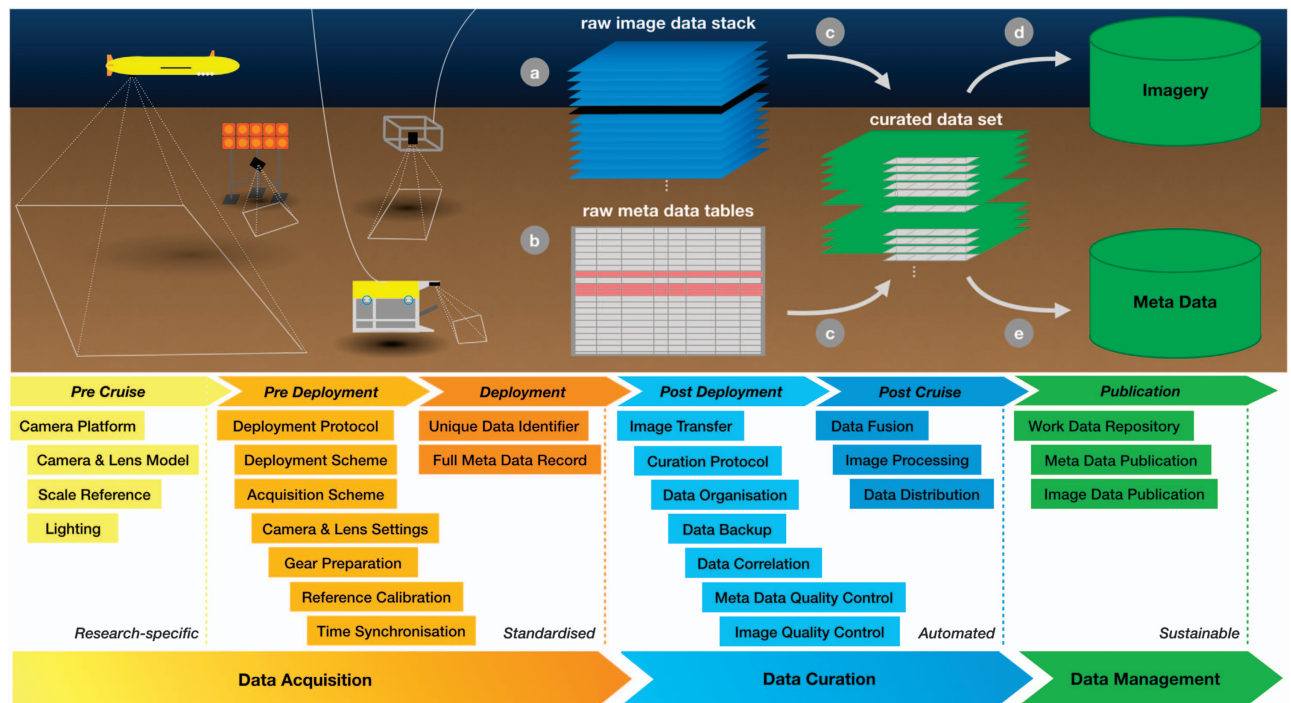 raw image data stack
a
c
d
Imagery
curated data set
raw meta data tables
b
c
e
Meta Data
Pre Cruise
Pre Deployment
Deployment
Post Deployment
Post Cruise
Publication
Camera Platform
Camera & Lens Model
Scale Reference
Lighting
Research-specific
Deployment Protocol
Deployment Scheme
Acquisition Scheme
Camera & Lens Settings
Gear Preparation
Reference Calibration
Time Synchronisation
Unique Data Identifier
Full Meta Data Record
Standardised
Image Transfer
Curation Protocol
Data Organisation
Data Backup
Data Correlation
Meta Data Quality Control
Image Quality Control
Data Fusion
Image Processing
Data Distribution
Automated
Work Data Repository
Meta Data Publication
Image Data Publication
Sustainable
Data Acquisition
Data Curation
Data Management